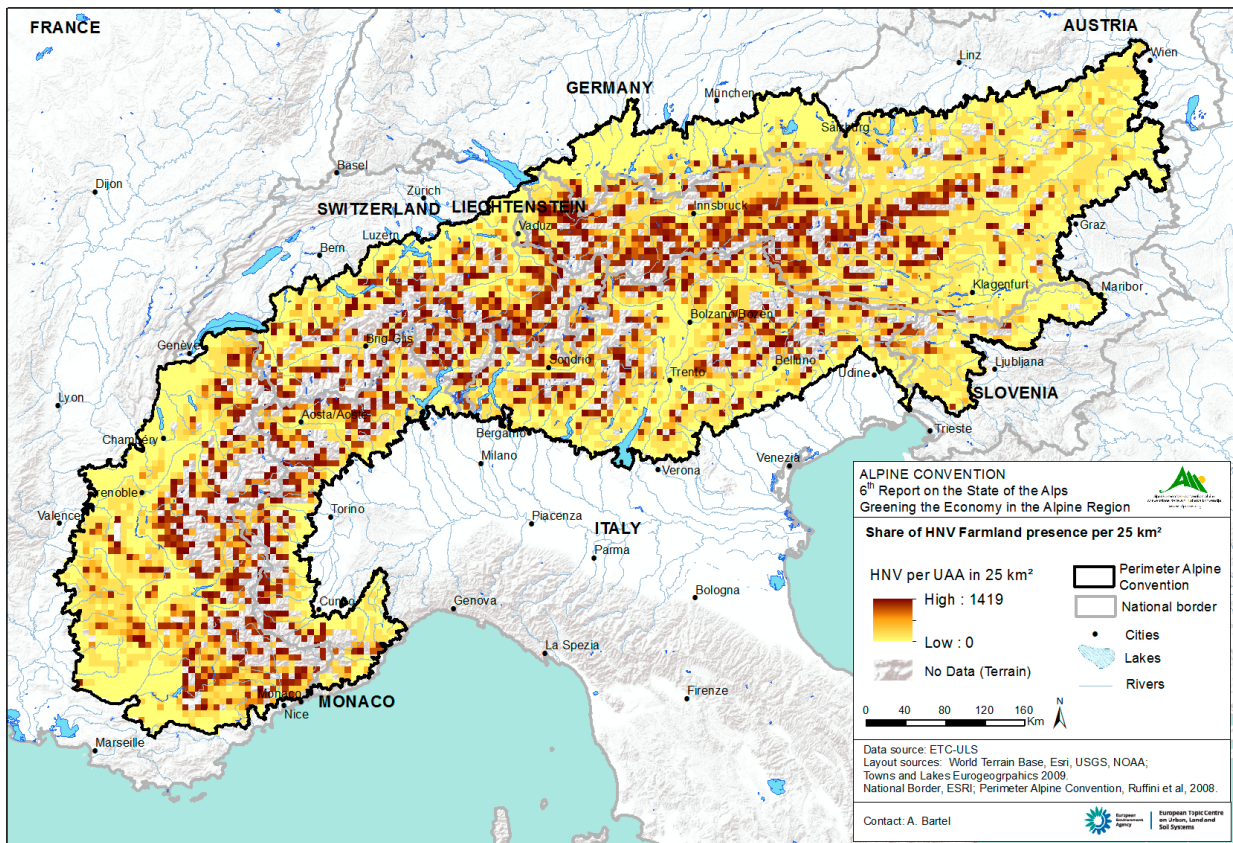 FRANCE
AUSTRIA
Linz
Wien
GERMANY
München
Salzburg
Basel
Dijon
Zürich
SWITZERLAND
LIECHTENSTEIN
Innsbruck
Vaduz
Luzern
Bern
Graz
Klagenfurt
Maribor
Bolzano/Bozen
Genève
Brig-Glis
Sondrio
Belluno
Ljubljana
Trento
Udine
SLOVENIA
Lyon
Aosta/Aoste
Chambéry
Bergamo
Trieste
Milano
Verona
Venezia
Grenoble
Valence
Torino
Piacenza
ITALY
Parma
Bologna
Cuneo
Genova
La Spezia
Monaco
MONACO
Nice
Firenze
Marseille
ALPINE CONVENTION
6th Report on the State of the Alps
Greening the Economy in the Alpine Region
www.alpconv.org
Share of HNV Farmland presence per 25 km²
HNV per UAA in 25 km²
High : 1419
Low : 0
No Data (Terrain)
Perimeter Alpine
Convention
National border
Cities
Lakes
Rivers
N
0 40 80 120 160
Km
Data source: ETC-ULS
Layout sources: World Terrain Base, Esri, USGS, NOAA;
Towns and Lakes Eurogeogrpahics 2009.
National Border, ESRI; Perimeter Alpine Convention, Ruffini et al, 2008.
Contact: A. Bartel
European
Environment
Agency
European Topic Centre
on Urban, Land and
Soil Systems